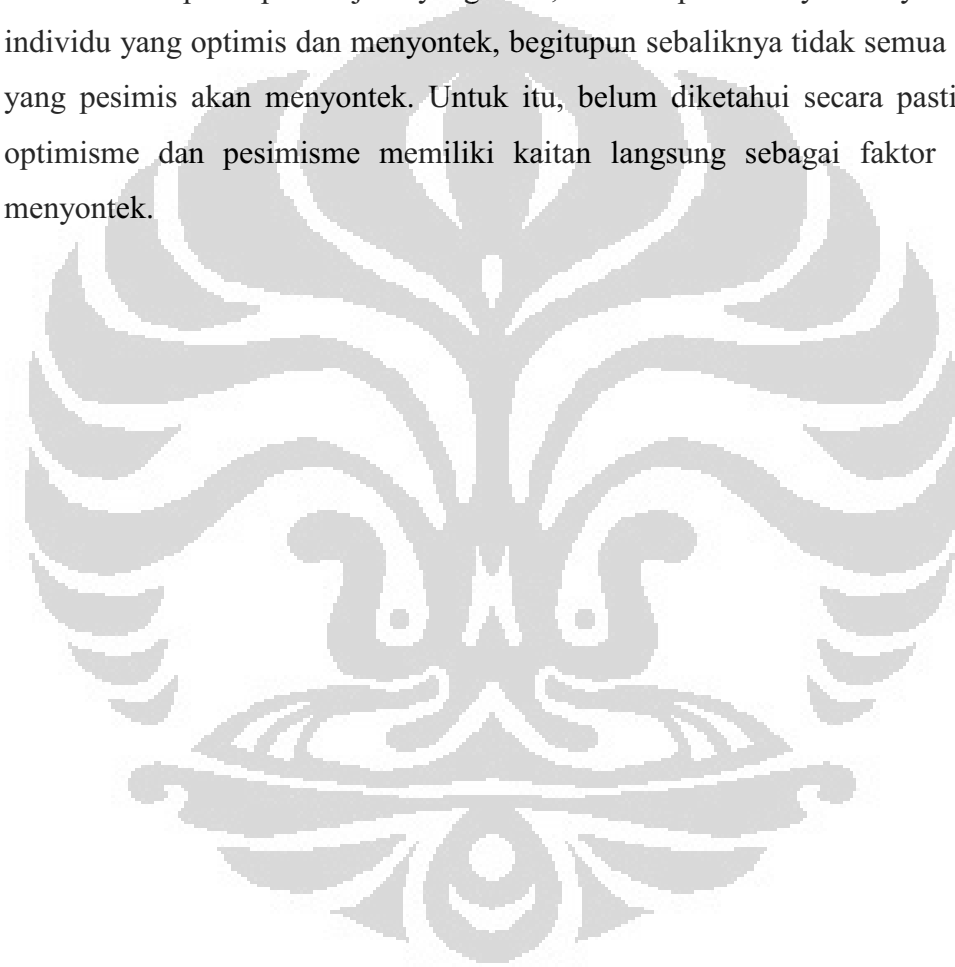 individu yang optimis dan menyontek, begitupun sebaliknya tidak semua
yang pesimis akan menyontek. Untuk itu, belum diketahui secara pasti
optimisme dan pesimisme memiliki kaitan langsung sebagai faktor
menyontek.